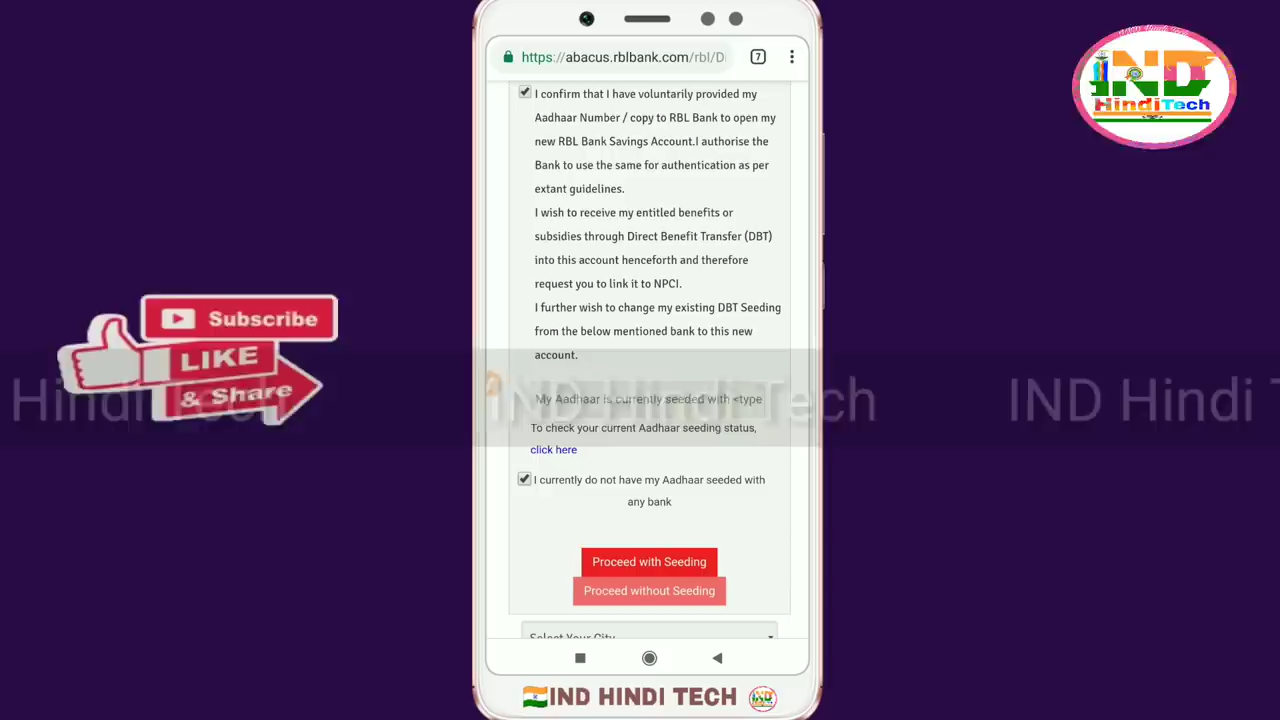 https://abacus.rblbank.com/rbl/D
7
IND
HindiTech
I confirm that I have voluntarily provided my
Aadhaar Number / copy to RBL Bank to open my
new RBL Bank Savings Account.I authorise the
Bank to use the same for authentication as per
extant guidelines.
I wish to receive my entitled benefits or
subsidies through Direct Benefit Transfer (DBT)
into this account henceforth and therefore
request you to link it to NPCI.
I further wish to change my existing DBT Seeding
from the below mentioned bank to this new
account.
Subscribe
LIKE
& Share
Hindi Tech
IND Hindi Tech
IND Hindi T
My Aadhaar is currently seeded with <type
To check your current Aadhaar seeding status,
click here
I currently do not have my Aadhaar seeded with
any bank
Proceed with Seeding
Proceed without Seeding
Select Your City
IND HINDI TECH